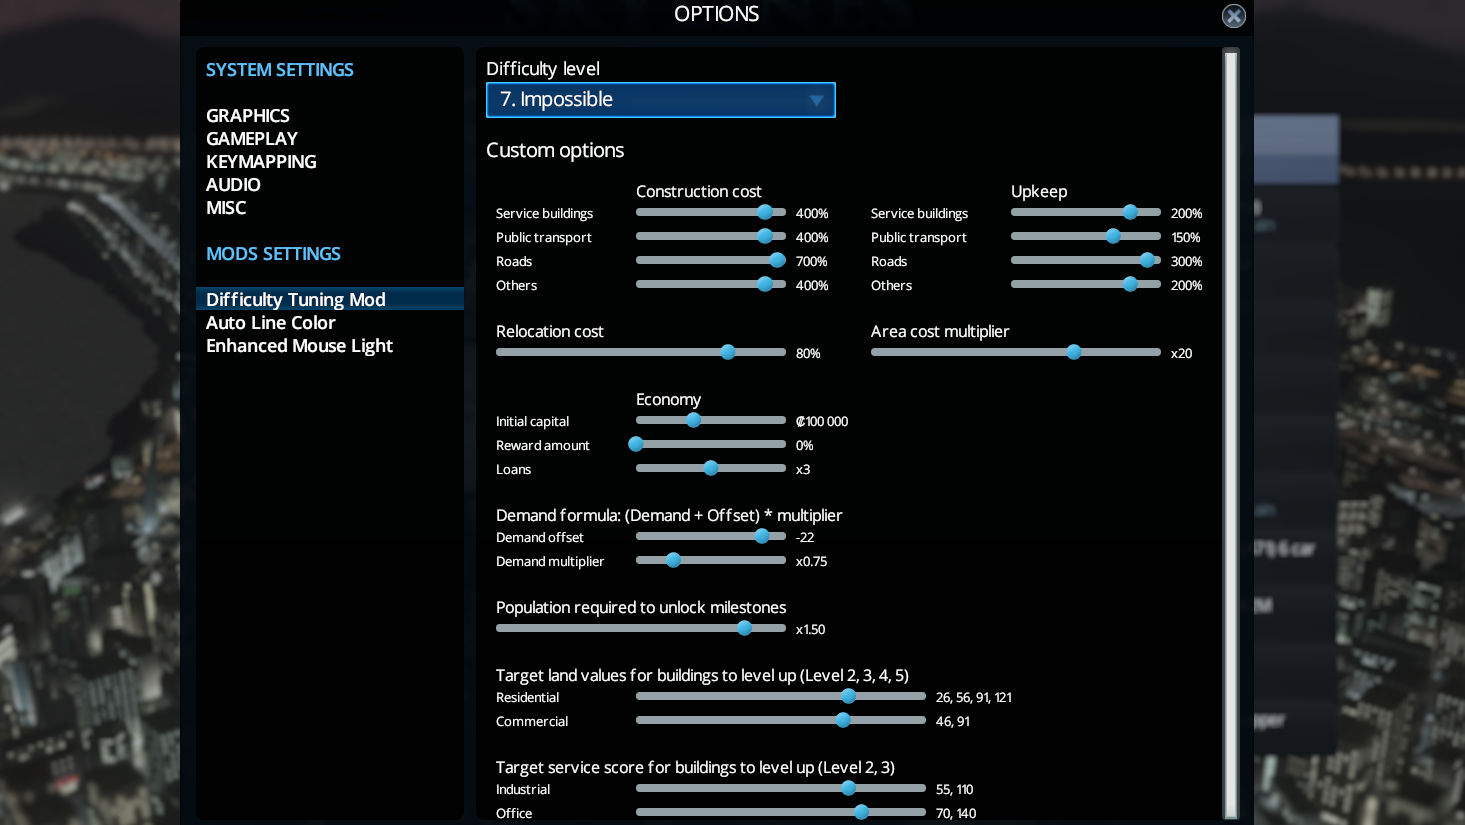 OPTIONS
SYSTEM SETTINGS
GRAPHICS
GAMEPLAY
KEYMAPPING
AUDIO
MISC
MODS SETTINGS
Difficulty Tuning Mod
Auto Line Color
Enhanced Mouse Light
Difficulty level
7. Impossible
Custom options
Construction cost
Service buildings 400%
Public transport 400%
Roads 700%
Others 400%
Upkeep
Service buildings 200%
Public transport 150%
Roads 300%
Others 200%
Relocation cost
80%
Area cost multiplier
x20
Economy
Initial capital ₡100 000
Reward amount 0%
Loans x3
Demand formula: (Demand + Offset) * multiplier
Demand offset -22
Demand multiplier x0.75
Population required to unlock milestones
x1.50
Target land values for buildings to level up (Level 2, 3, 4, 5)
Residential 26, 56, 91, 121
Commercial 46, 91
Target service score for buildings to level up (Level 2, 3)
Industrial 55, 110
Office 70, 140